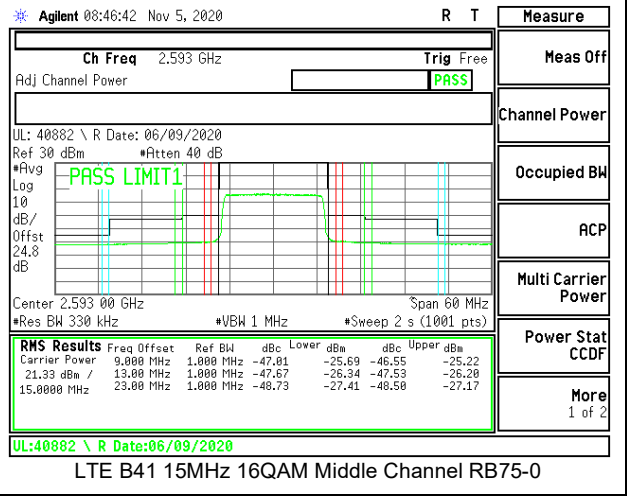 Agilent 08:46:42 Nov 5, 2020 R T
Measure
Ch Freq 2.593 GHz Trig Free
Adj Channel Power PASS
UL: 40882 \ R Date: 06/09/2020
Ref 30 dBm #Atten 40 dB
#Avg
Log
10
dB/
Offst
24.8
dB
PASS LIMIT1
Center 2.593 00 GHz Span 60 MHz
#Res BW 330 kHz #VBW 1 MHz #Sweep 2 s (1001 pts)
RMS Results Freq Offset Ref BW dBc Lower dBm dBc Upper dBm
Carrier Power 9.000 MHz 1.000 MHz -47.01 -25.69 -46.55 -25.22
21.33 dBm / 13.00 MHz 1.000 MHz -47.67 -26.34 -47.53 -26.20
15.0000 MHz 23.00 MHz 1.000 MHz -48.73 -27.41 -48.50 -27.17
UL:40882 \ R Date:06/09/2020
Meas Off
Channel Power
Occupied BW
ACP
Multi Carrier
Power
Power Stat
CCDF
More
1 of 2
LTE B41 15MHz 16QAM Middle Channel RB75-0